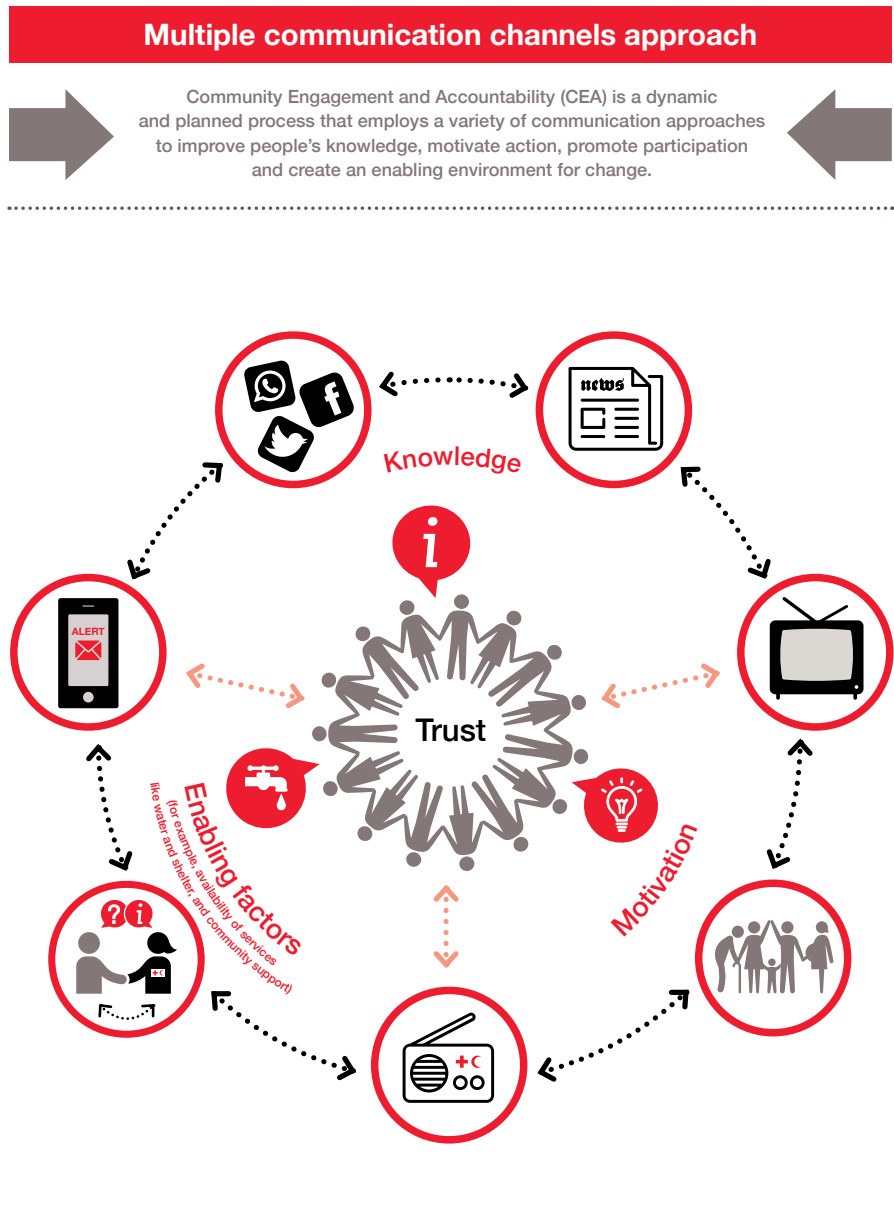 Multiple communication channels approach
Community Engagement and Accountability (CEA) is a dynamic
and planned process that employs a variety of communication approaches
to improve people's knowledge, motivate action, promote participation
and create an enabling environment for change.
news
Knowledge
i
ALERT
Trust
Enabling factors
(for example, availability of services
like water and shelter, and community support)
Motivation
? i